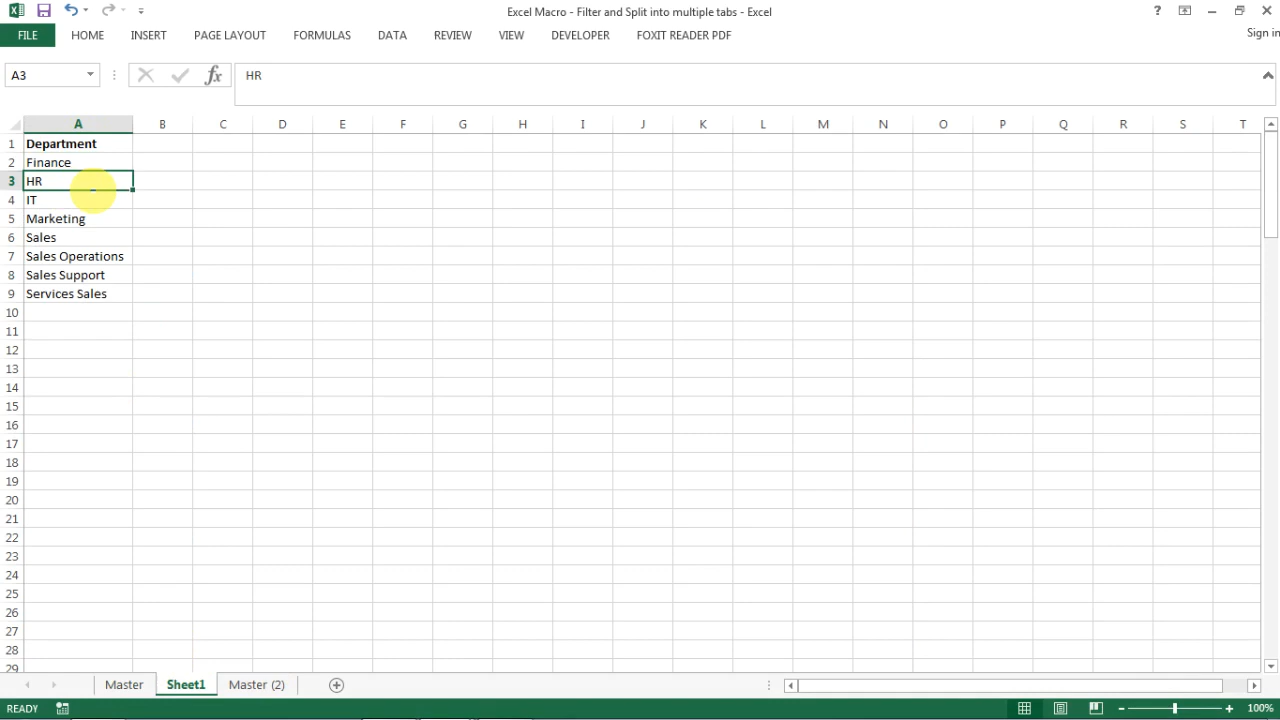 Excel Macro - Filter and Split into multiple tabs - Excel
?
FILE HOME INSERT PAGE LAYOUT FORMULAS DATA REVIEW VIEW DEVELOPER FOXIT READER PDF Sign in
A3 fx HR
A B C D E F G H I J K L M N O P Q R S T
1 Department
2 Finance
3 HR
4 IT
5 Marketing
6 Sales
7 Sales Operations
8 Sales Support
9 Services Sales
10
11
12
13
14
15
16
17
18
19
20
21
22
23
24
25
26
27
28
29
Master Sheet1 Master (2)
READY 100%